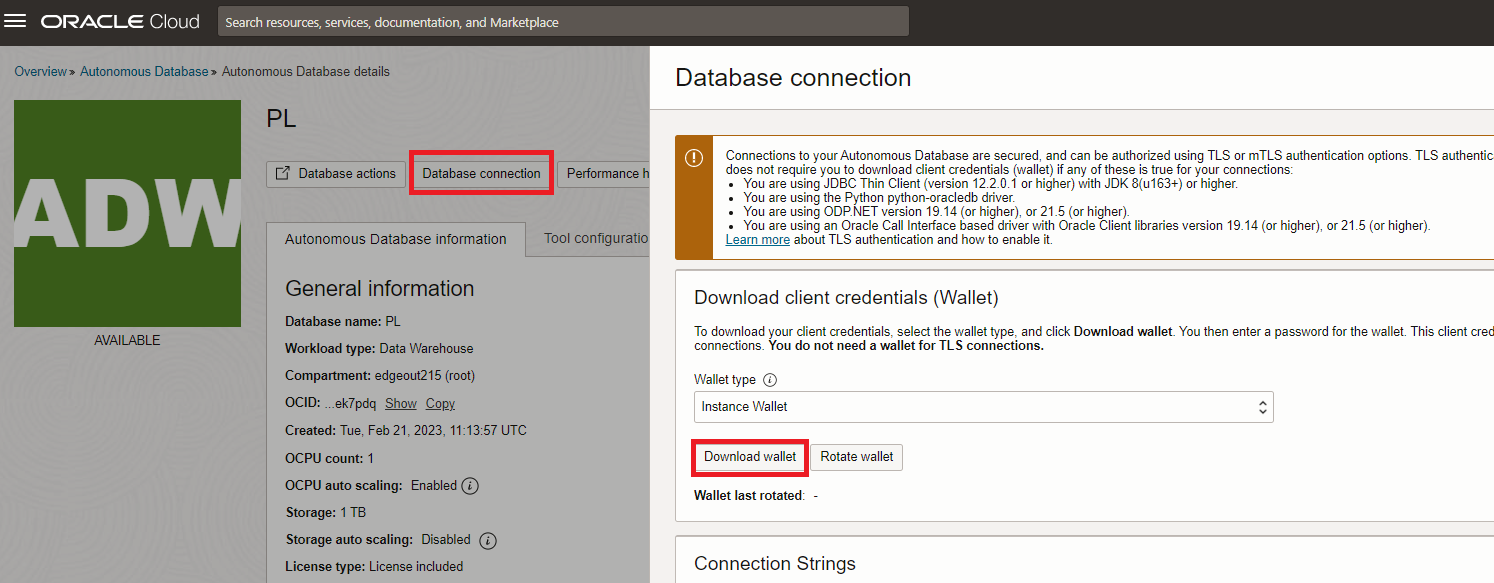 ORACLE Cloud
Search resources, services, documentation, and Marketplace
Overview » Autonomous Database » Autonomous Database details
ADW
AVAILABLE
PL
Database actions
Database connection
Performance h
Autonomous Database information
Tool configuratio
General information
Database name: PL
Workload type: Data Warehouse
Compartment: edgeout215 (root)
OCID: ...ek7pdq Show Copy
Created: Tue, Feb 21, 2023, 11:13:57 UTC
OCPU count: 1
OCPU auto scaling: Enabled
Storage: 1 TB
Storage auto scaling: Disabled
License type: License included
Database connection
Connections to your Autonomous Database are secured, and can be authorized using TLS or mTLS authentication options. TLS authentica
does not require you to download client credentials (wallet) if any of these is true for your connections:
• You are using JDBC Thin Client (version 12.2.0.1 or higher) with JDK 8(u163+) or higher.
• You are using the Python python-oracledb driver.
• You are using ODP.NET version 19.14 (or higher), or 21.5 (or higher).
• You are using an Oracle Call Interface based driver with Oracle Client libraries version 19.14 (or higher), or 21.5 (or higher).
Learn more about TLS authentication and how to enable it.
Download client credentials (Wallet)
To download your client credentials, select the wallet type, and click Download wallet. You then enter a password for the wallet. This client cred
connections. You do not need a wallet for TLS connections.
Wallet type
Instance Wallet
Download wallet
Rotate wallet
Wallet last rotated: -
Connection Strings